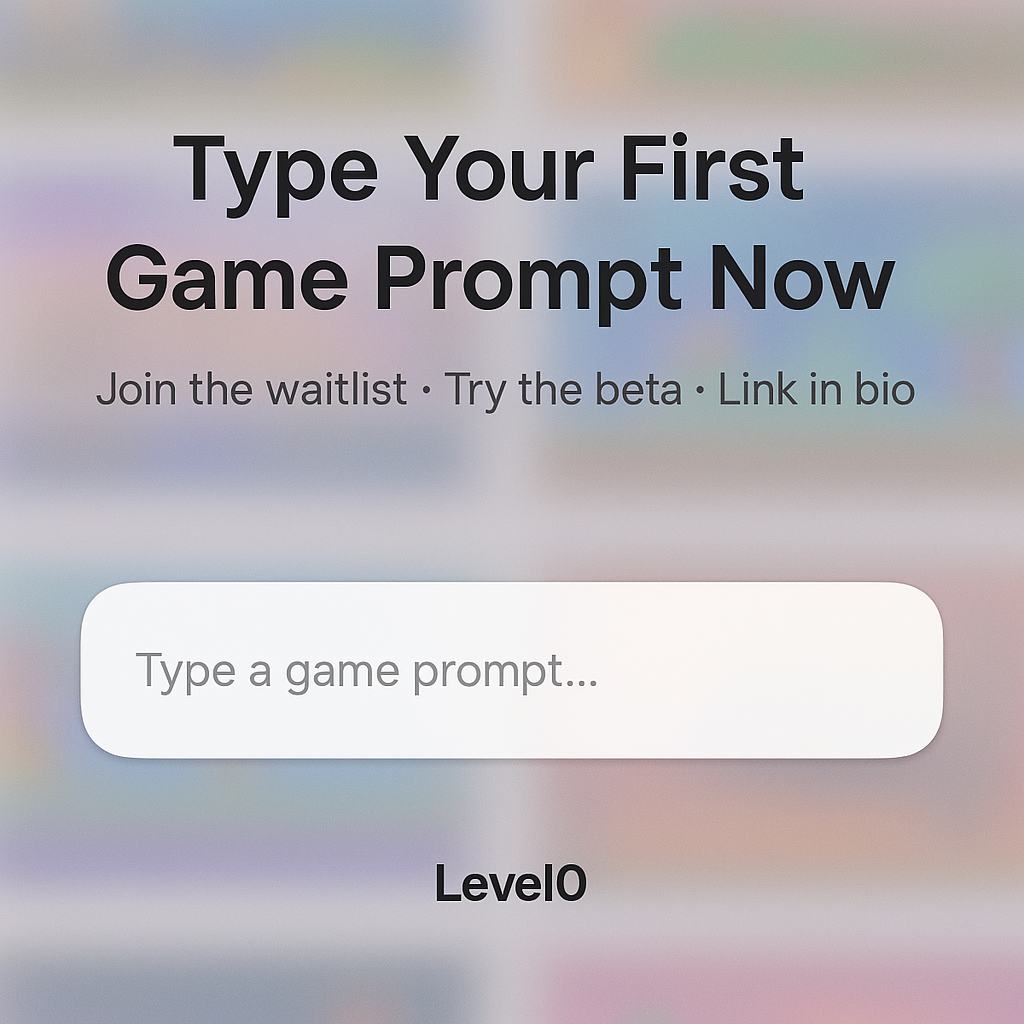 Type Your First
Game Prompt Now
Join the waitlist • Try the beta • Link in bio
Type a game prompt...
Level0